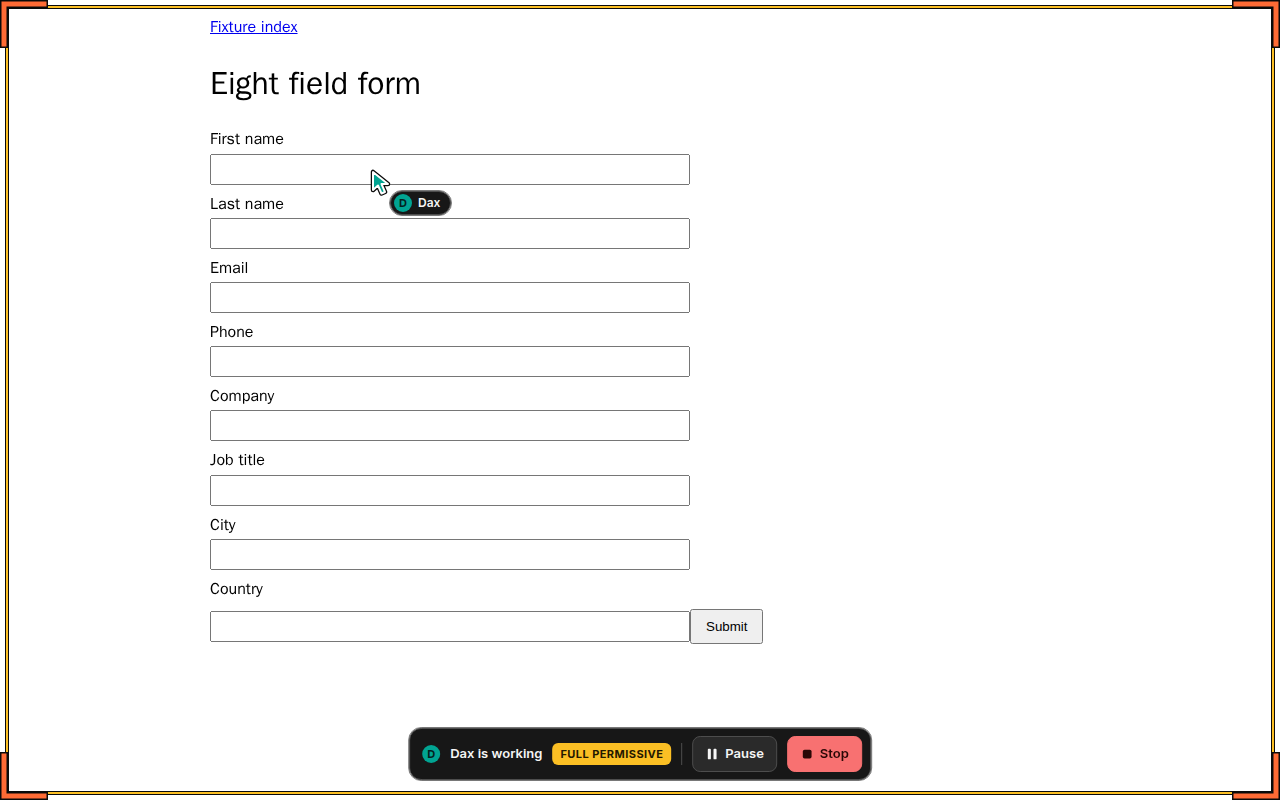 Fixture index
Eight field form
First name
D Dax
Last name
Email
Phone
Company
Job title
City
Country
Submit
D Dax is working FULL PERMISSIVE Pause Stop